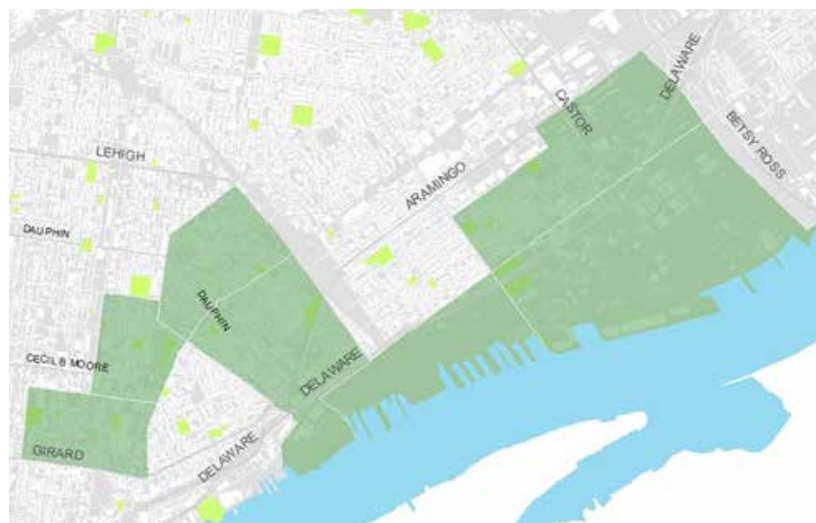 DELAWARE
CASTOR
BETSY ROSS
LEHIGH
ARAMINGO
DAUPHIN
DAUPHIN
CECIL B MOORE
DELAWARE
GIRARD
DELAWARE